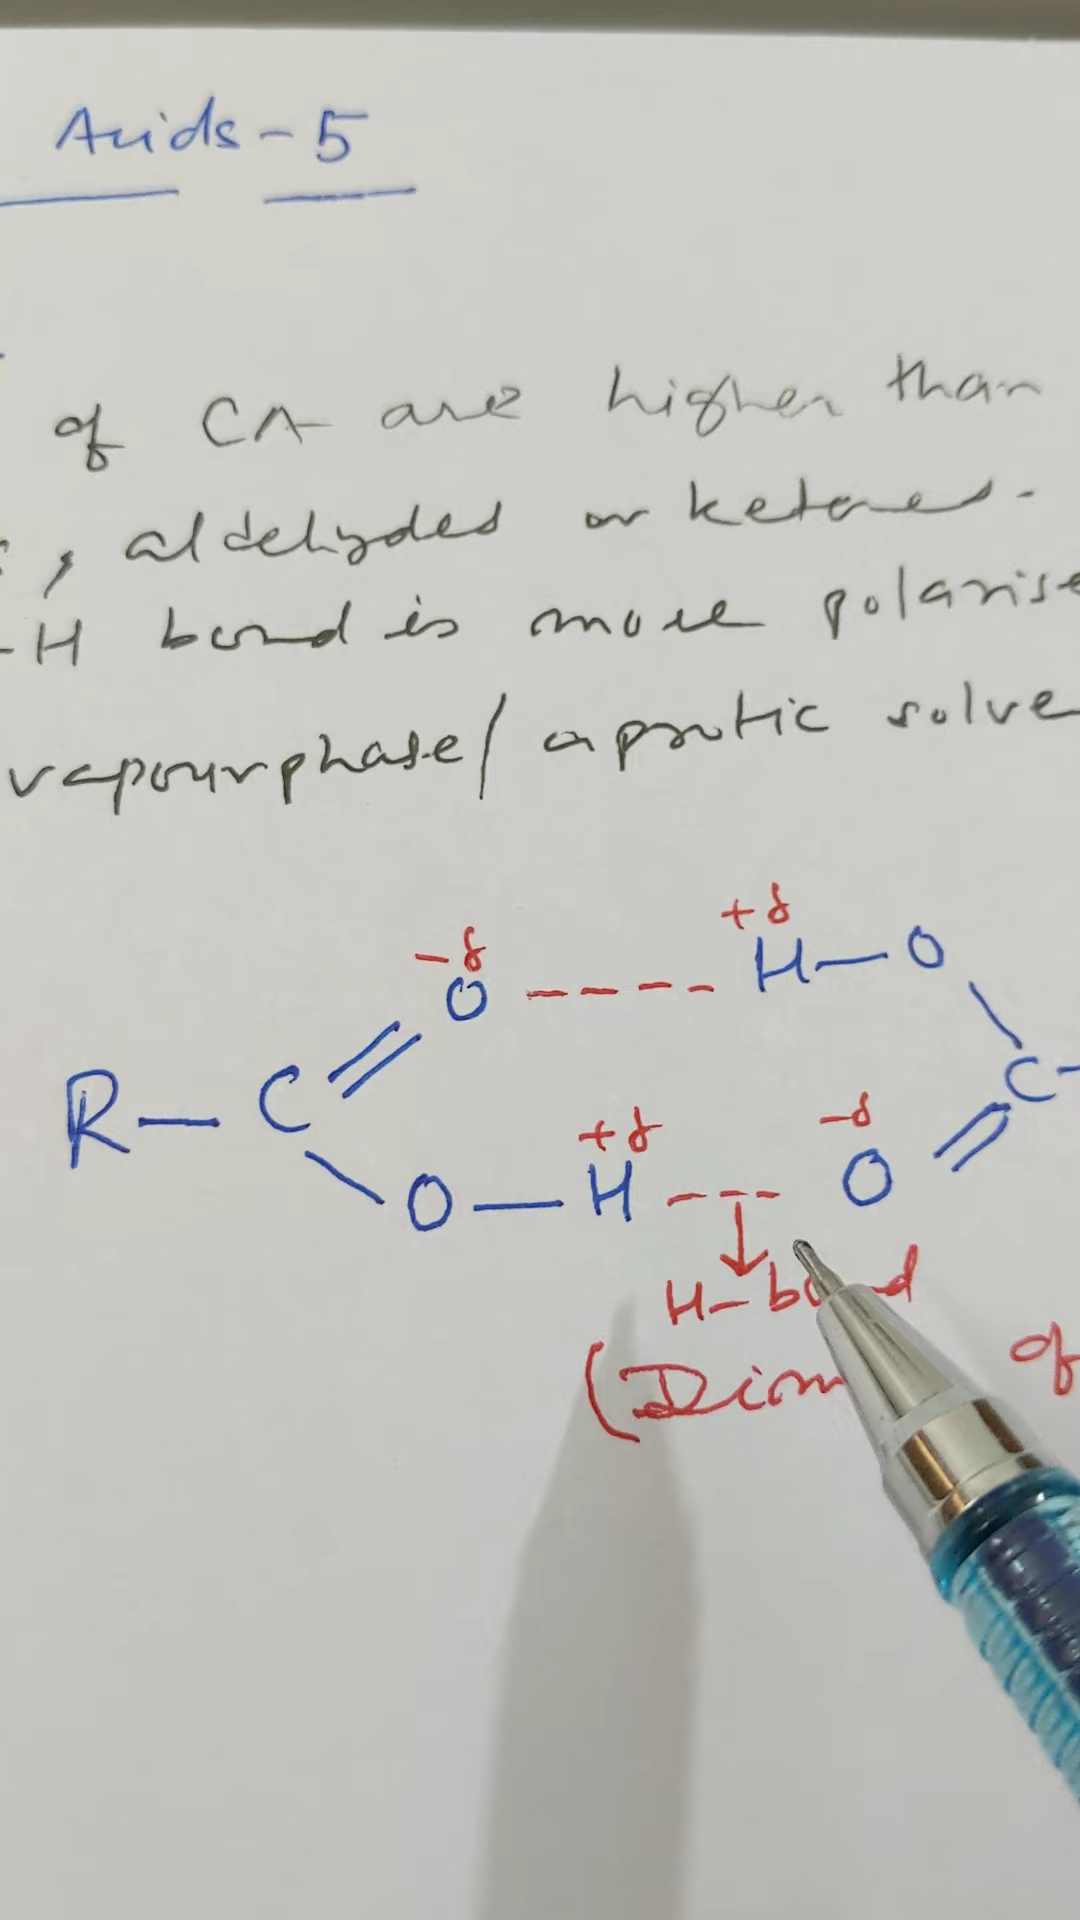 Acids - 5
of CA are higher than
, aldehydes or ketones.
-H bond is more polarise
vapourphase/ aprotic solve
-δ +δ
O ---- H-O
R-C C-
+δ -δ
O-H --- O
H-bond
(Dim of